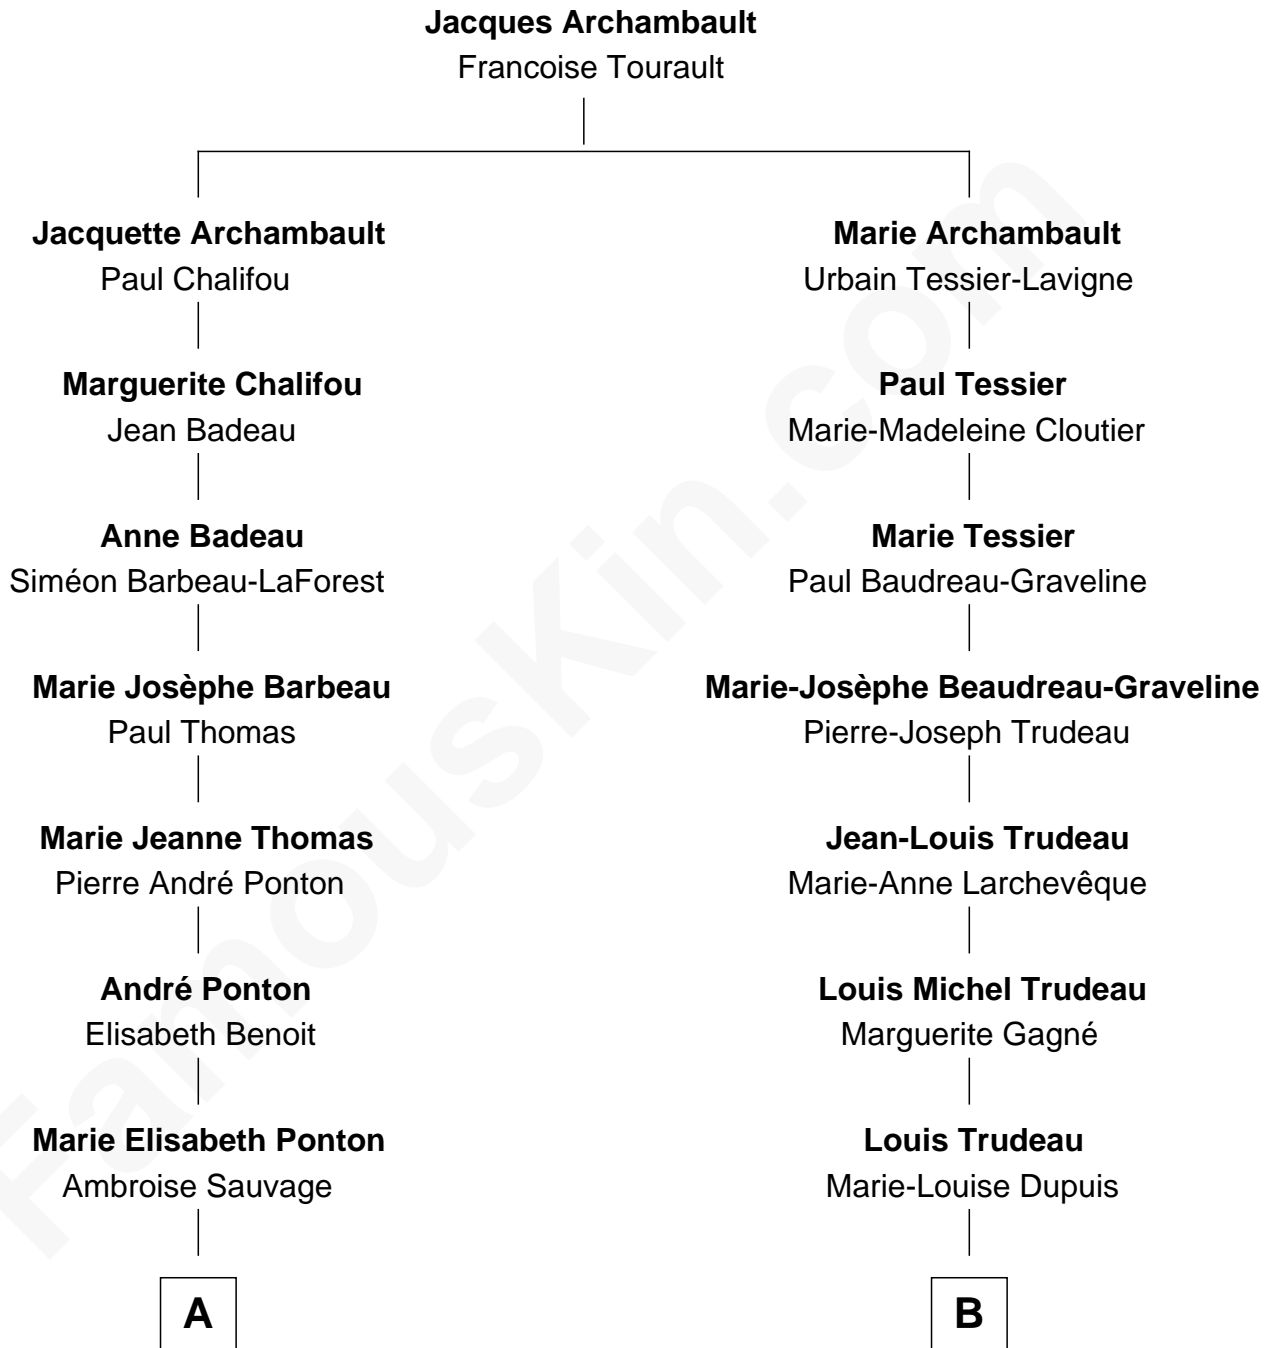 Jacques Archambault
Francoise Tourault
Jacquette Archambault
Paul Chalifou
Marie Archambault
Urbain Tessier-Lavigne
Marguerite Chalifou
Jean Badeau
Paul Tessier
Marie-Madeleine Cloutier
Anne Badeau
Siméon Barbeau-LaForest
Marie Tessier
Paul Baudreau-Graveline
Marie Josèphe Barbeau
Paul Thomas
Marie-Josèphe Beaudreau-Graveline
Pierre-Joseph Trudeau
Marie Jeanne Thomas
Pierre André Ponton
Jean-Louis Trudeau
Marie-Anne Larchevêque
André Ponton
Elisabeth Benoit
Louis Michel Trudeau
Marguerite Gagné
Marie Elisabeth Ponton
Ambroise Sauvage
Louis Trudeau
Marie-Louise Dupuis
A
B
FamousKin.com